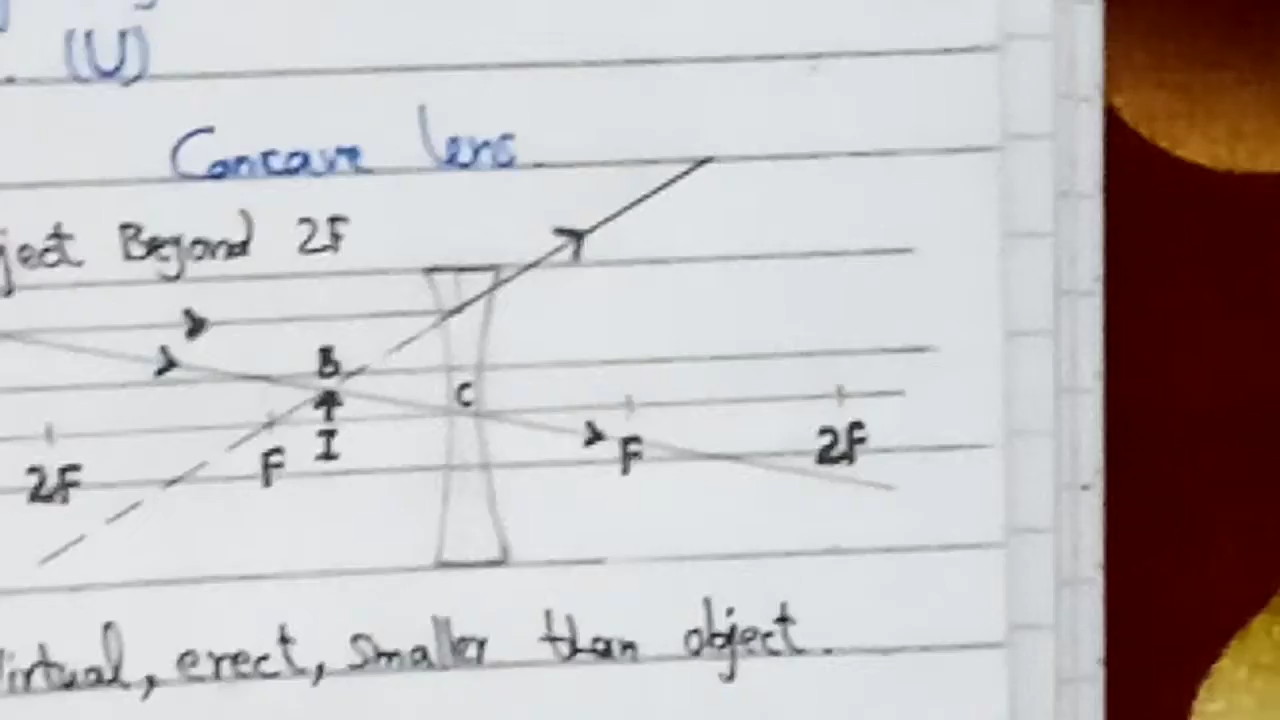 . (U)
Concave lens
ject Beyond 2F
B
C
I
F
F
2F
2F
irtual, erect, smaller than object.